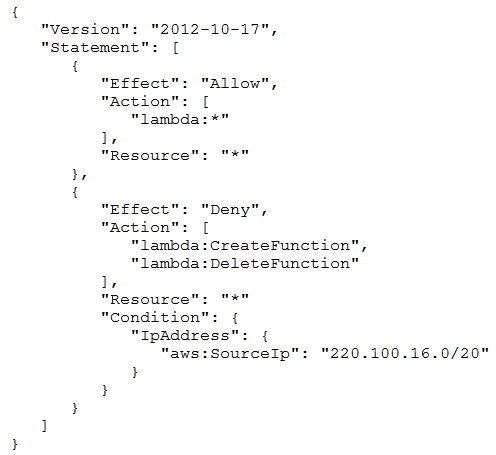 {
   "Version": "2012-10-17",
   "Statement": [
      {
         "Effect": "Allow",
         "Action": [
            "lambda:*"
         ],
         "Resource": "*"
      },
      {
         "Effect": "Deny",
         "Action": [
            "lambda:CreateFunction",
            "lambda:DeleteFunction"
         ],
         "Resource": "*"
         "Condition": {
            "IpAddress": {
               "aws:SourceIp": "220.100.16.0/20"
            }
         }
      }
   ]
}